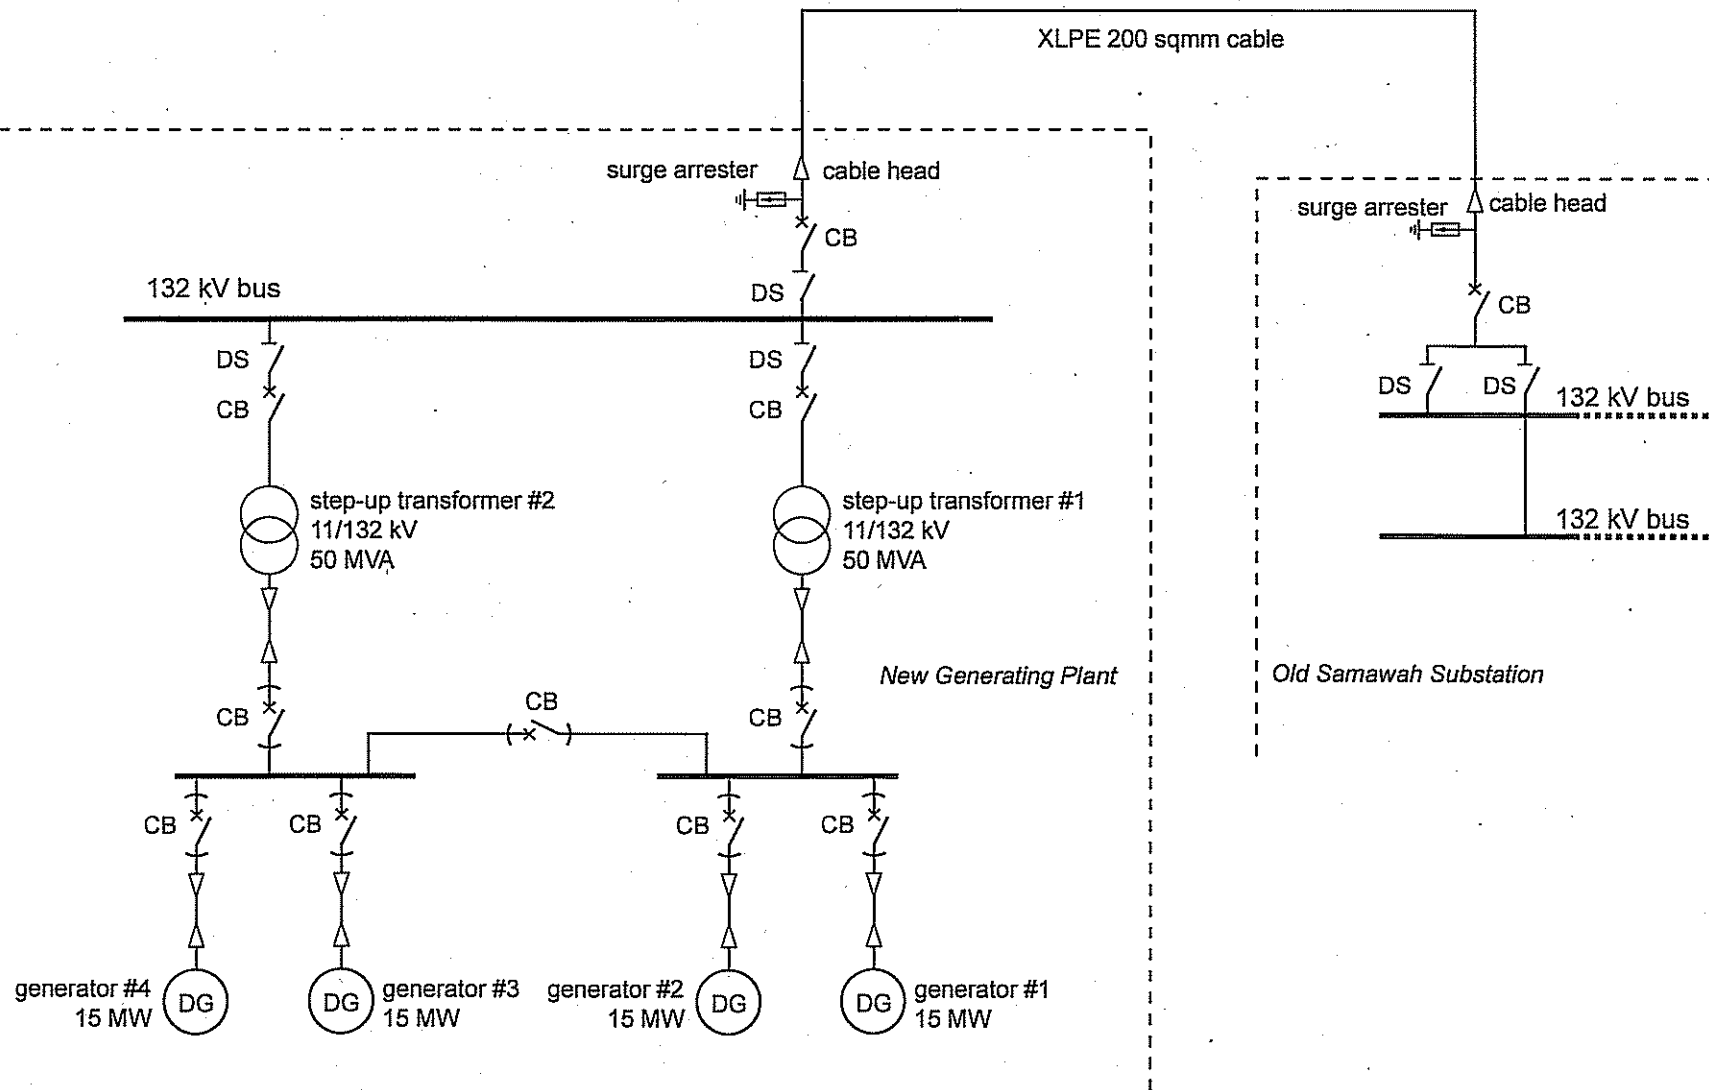 XLPE 200 sqmm cable
surge arrester
cable head
CB
DS
132 kV bus
DS
CB
DS
CB
step-up transformer #2
11/132 kV
50 MVA
step-up transformer #1
11/132 kV
50 MVA
New Generating Plant
CB
CB
CB
CB
CB
CB
CB
generator #4
15 MW
DG
DG
generator #3
15 MW
generator #2
15 MW
DG
DG
generator #1
15 MW
surge arrester
cable head
CB
DS
DS
132 kV bus
132 kV bus
Old Samawah Substation